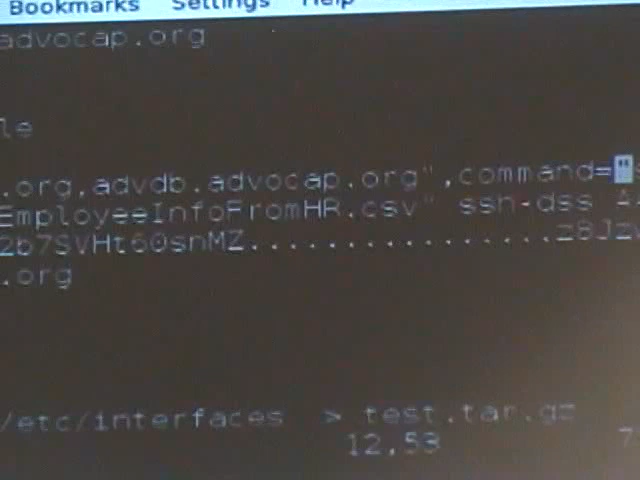 Bookmarks Settings Help
advocap.org
le
.org,advdb.advocap.org",command="
EmployeeInfoFromHR.csv" ssh-dss
2b7SVHt60snMZ................z8Jz
.org
/etc/interfaces > test.tar.gz
12,53